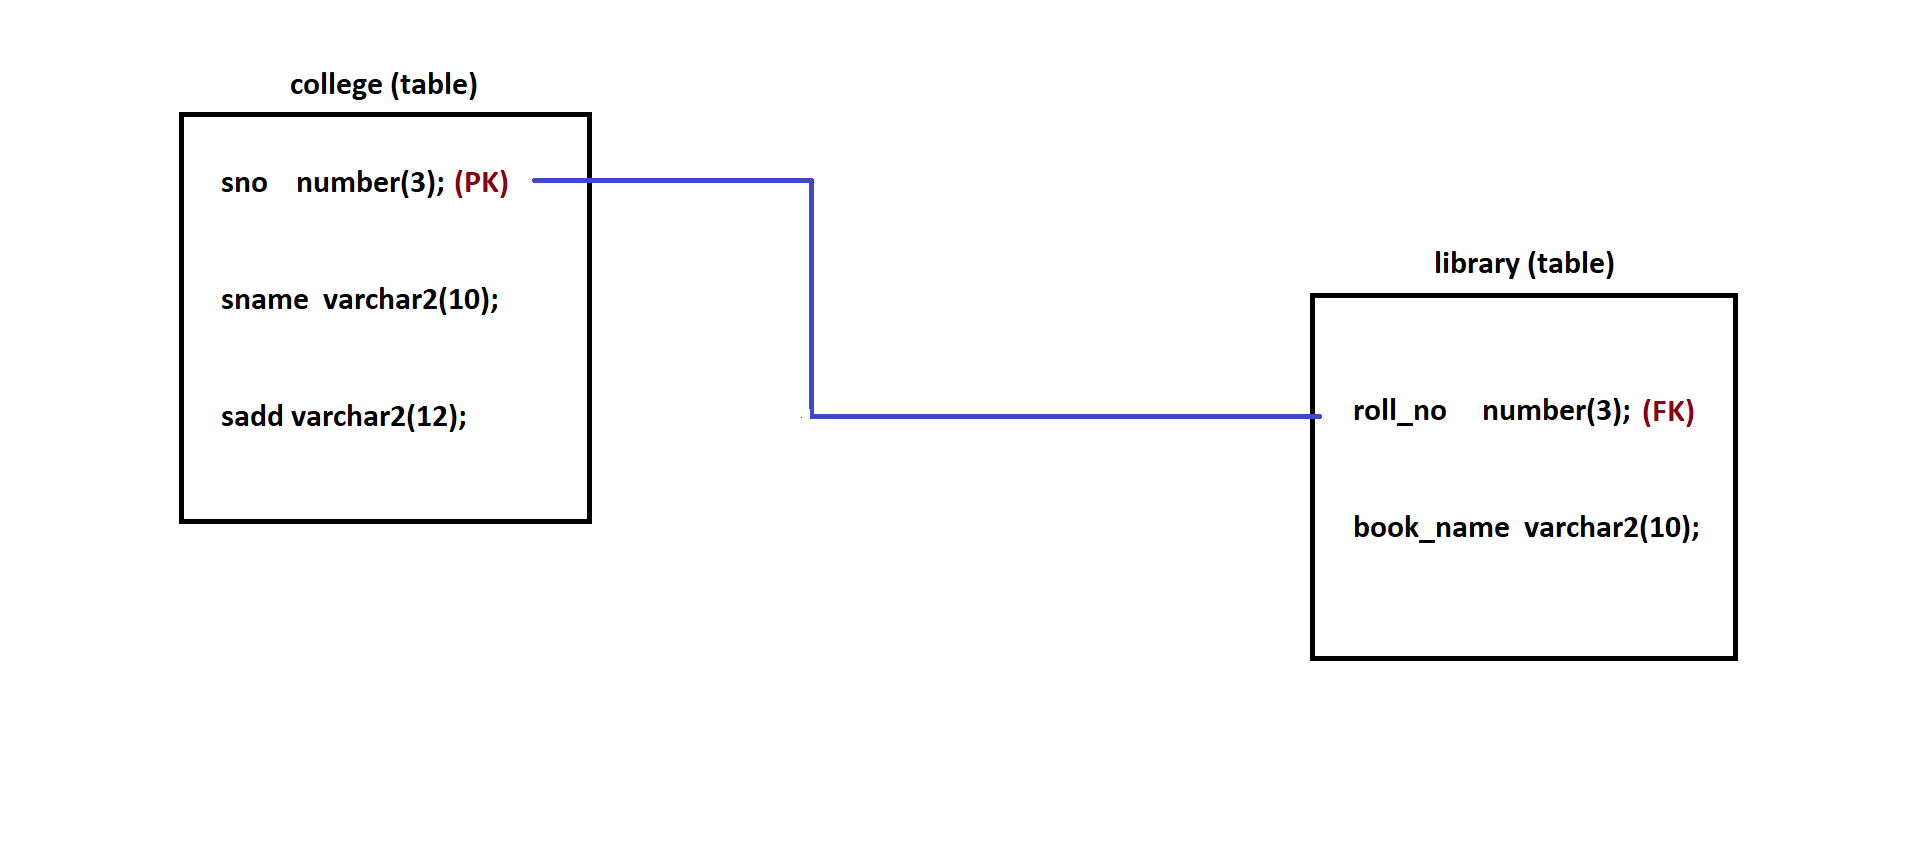 college (table)
sno number(3); (PK)
sname varchar2(10);
sadd varchar2(12);
library (table)
roll_no number(3); (FK)
book_name varchar2(10);